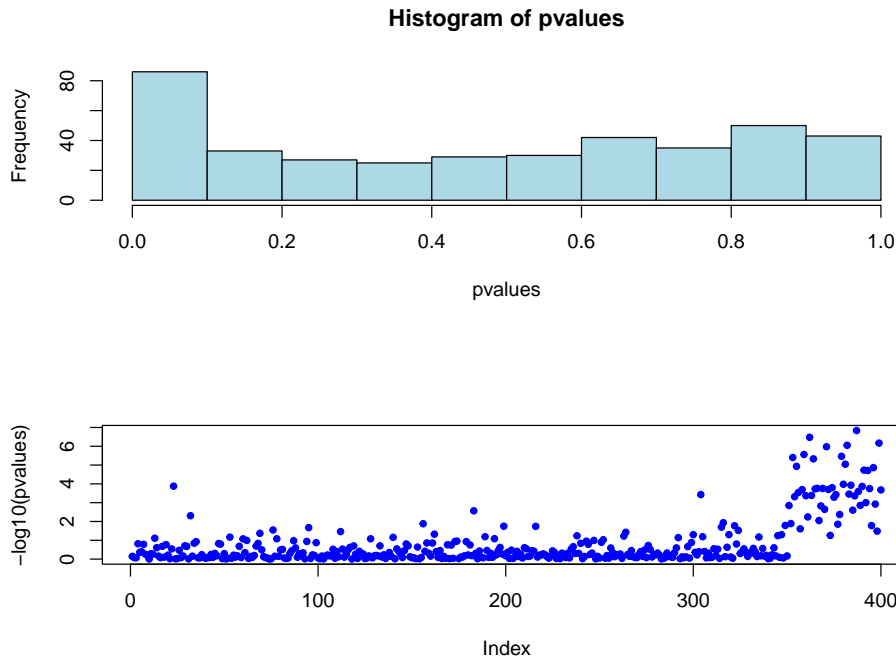 Histogram of pvalues
Frequency
80
40
0
0.0 0.2 0.4 0.6 0.8 1.0
pvalues
−log10(pvalues)
6
4
2
0
0 100 200 300 400
Index